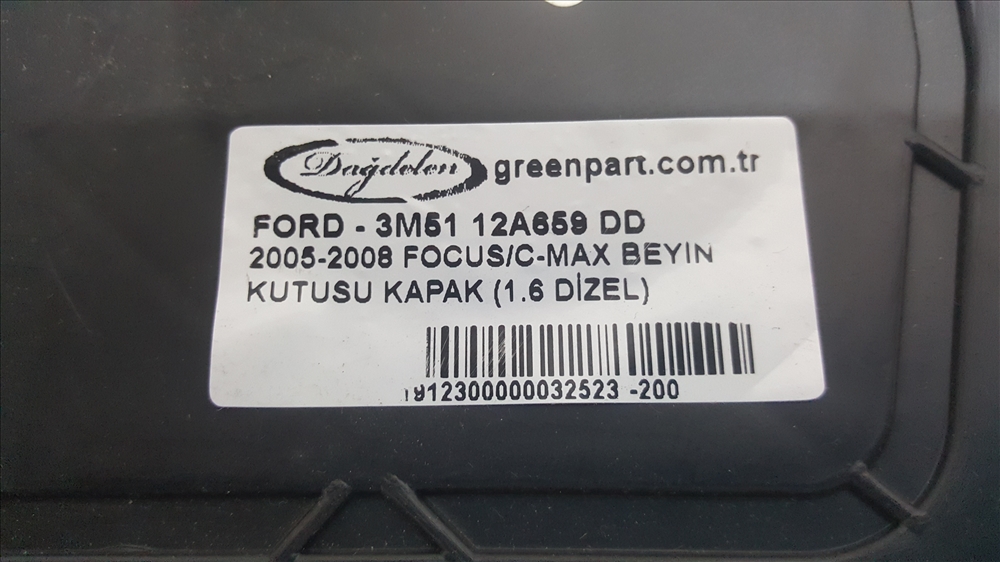 Dağdelen greenpart.com.tr
FORD - 3M51 12A659 DD
2005-2008 FOCUS/C-MAX BEYIN
KUTUSU KAPAK (1.6 DİZEL)
1912300000032523 -200